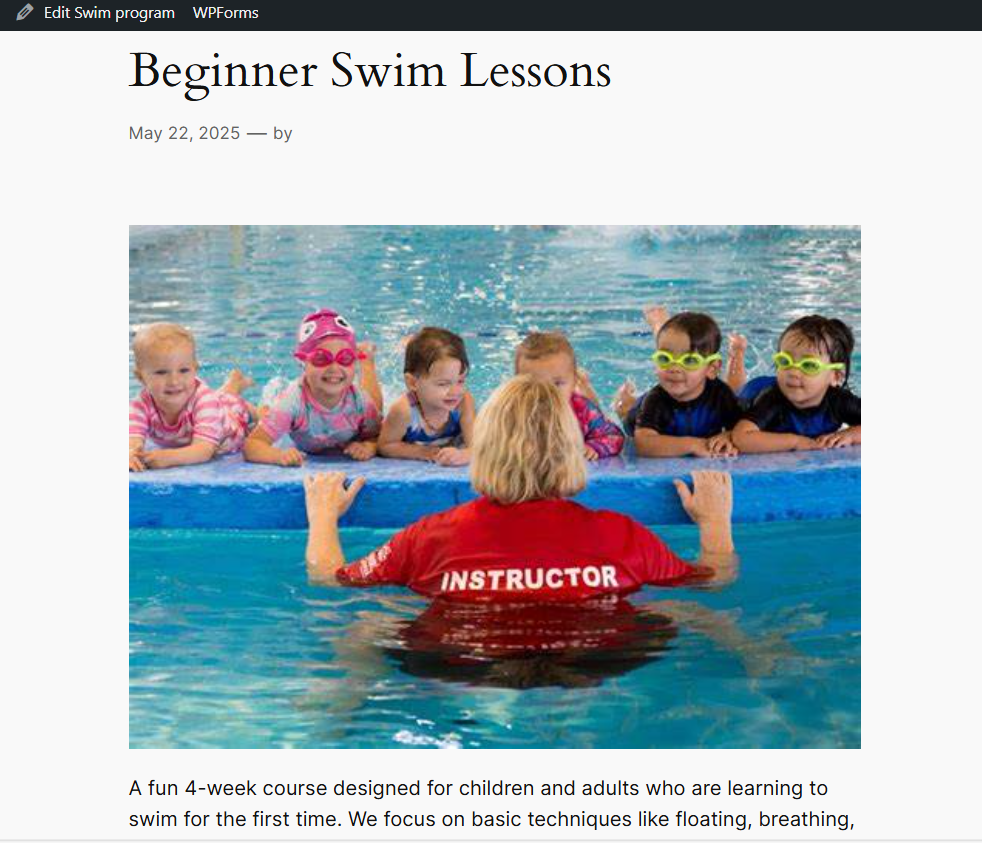 Edit Swim program WPForms
Beginner Swim Lessons
May 22, 2025 — by
INSTRUCTOR
A fun 4-week course designed for children and adults who are learning to
swim for the first time. We focus on basic techniques like floating, breathing,